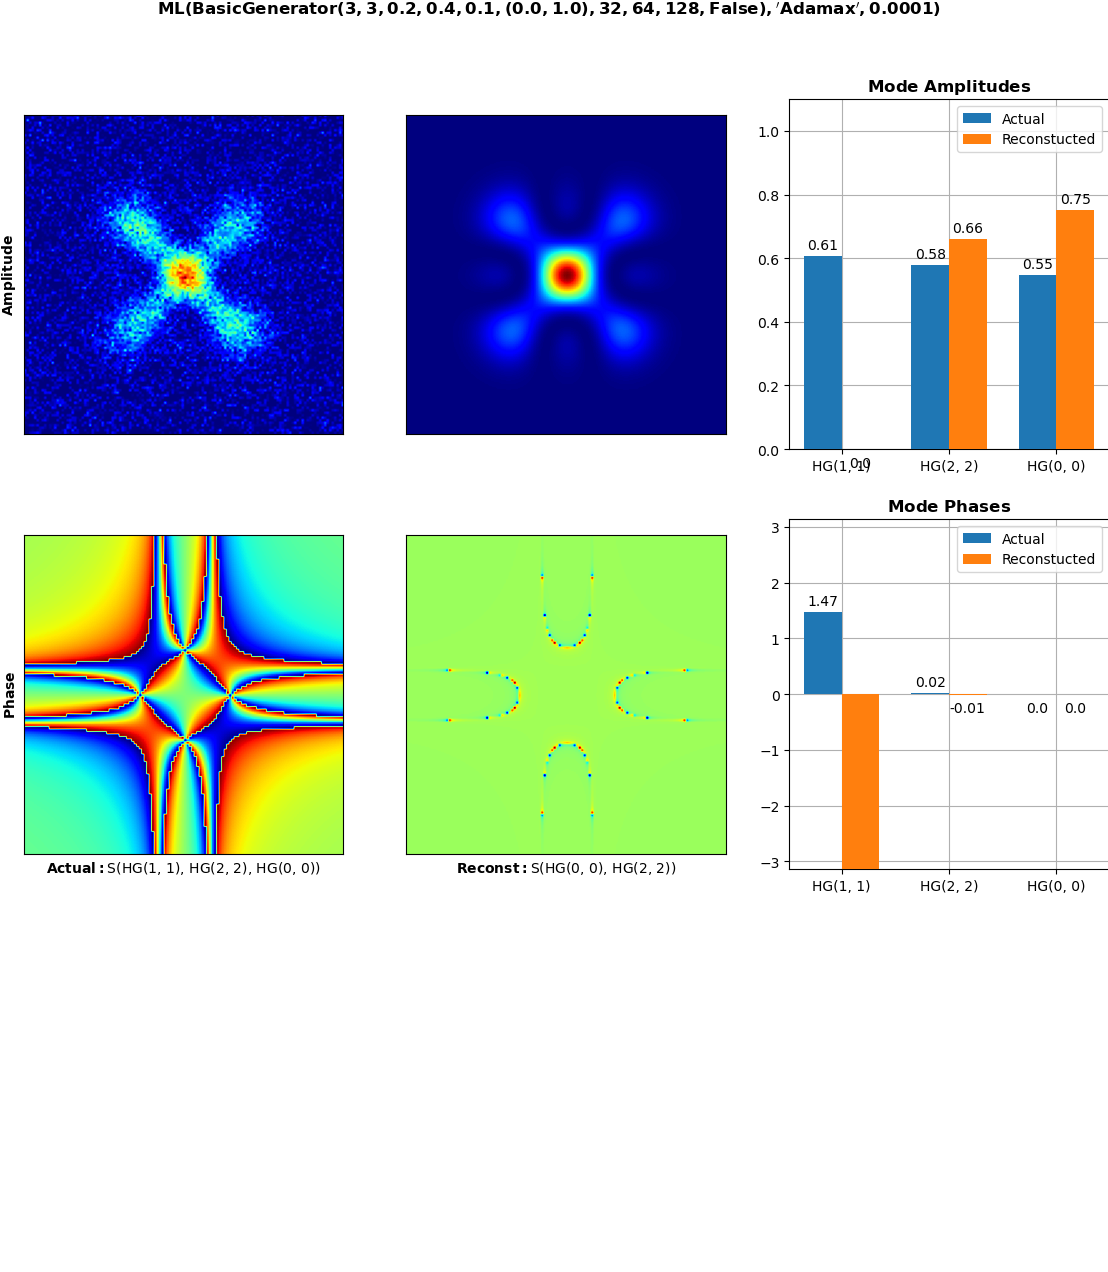 ML(BasicGenerator(3, 3, 0.2, 0.4, 0.1, (0.0, 1.0), 32, 64, 128, False), 'Adamax', 0.0001)
Amplitude
Mode Amplitudes
Actual
Reconstucted
1.0
0.8
0.6
0.4
0.2
0.0
0.61
0.0
0.58
0.66
0.55
0.75
HG(1, 1)
HG(2, 2)
HG(0, 0)
Phase
Actual: S(HG(1, 1), HG(2, 2), HG(0, 0))
Reconst: S(HG(0, 0), HG(2, 2))
Mode Phases
Actual
Reconstucted
3
2
1
0
−1
−2
−3
1.47
0.02
-0.01
0.0
0.0
HG(1, 1)
HG(2, 2)
HG(0, 0)